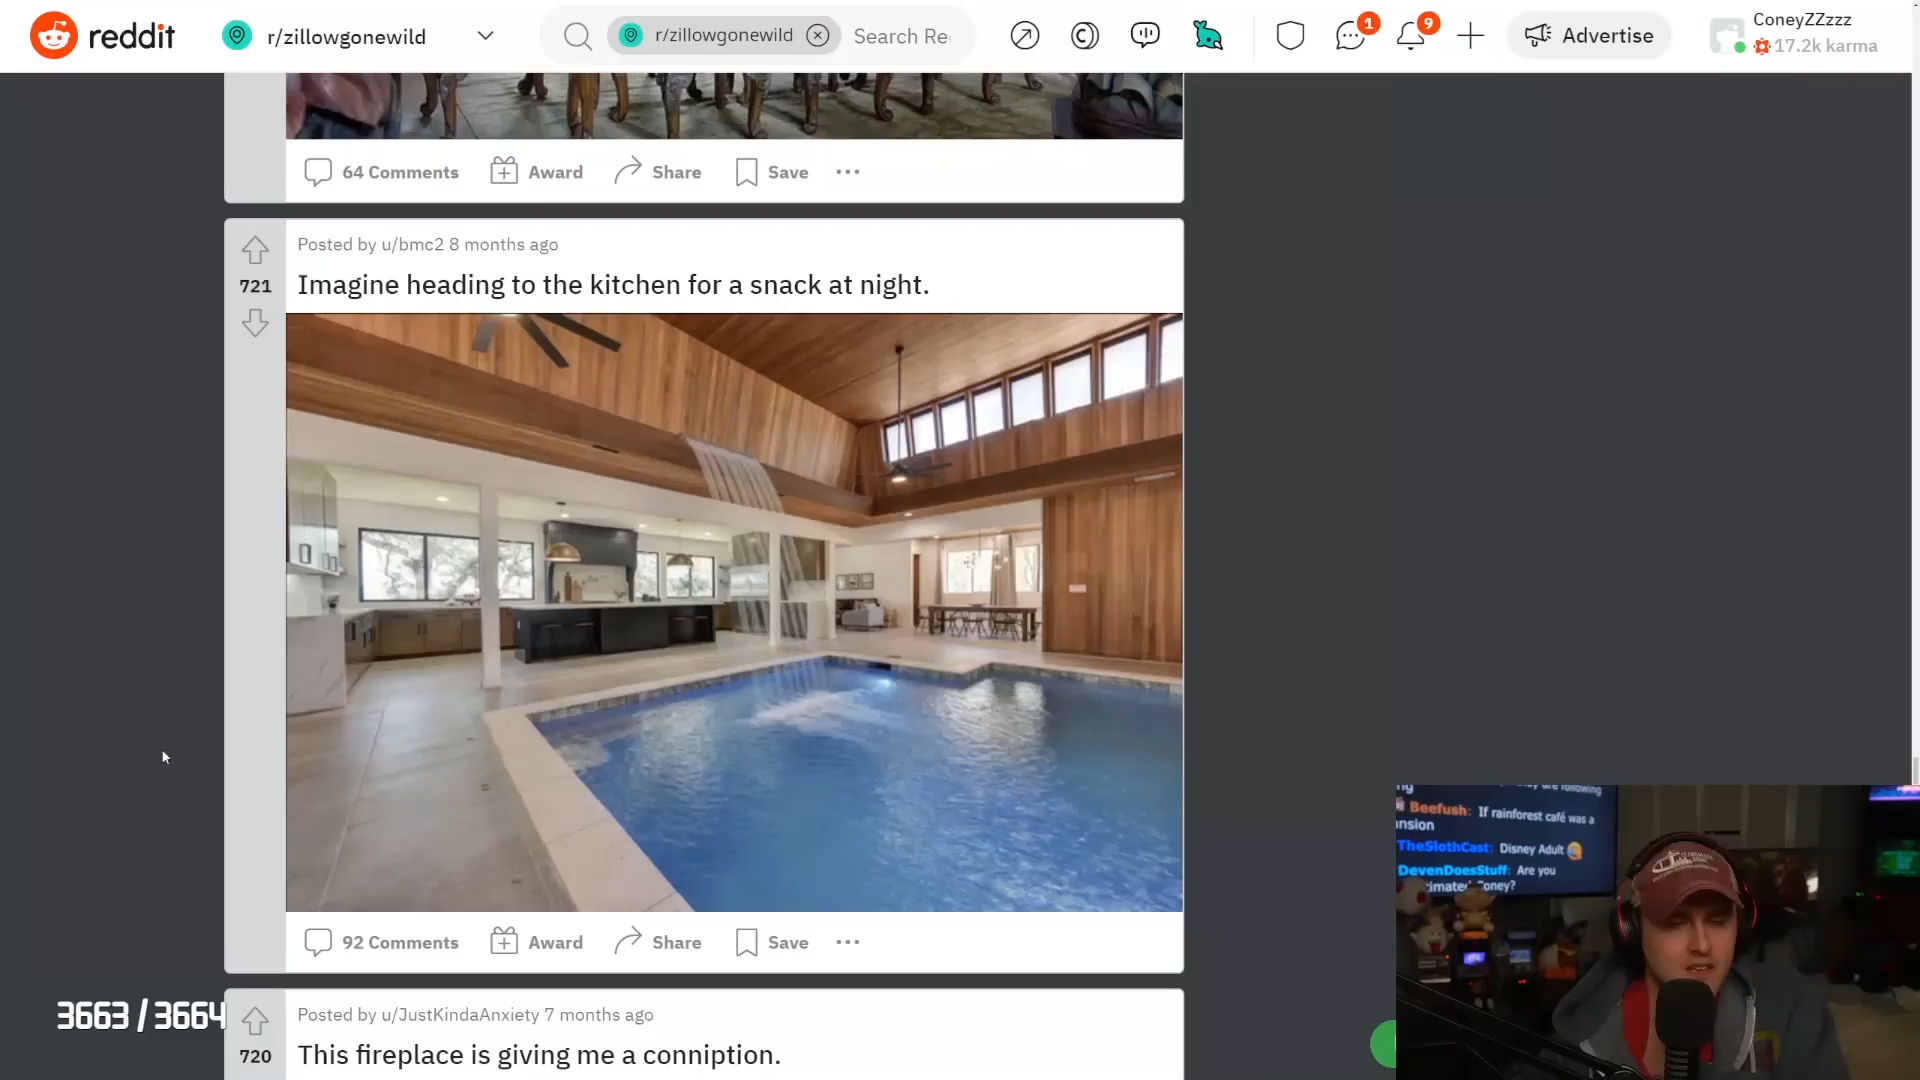 reddit
r/zillowgonewild
r/zillowgonewild
Search Re
1
9
Advertise
ConeyZZzzz
17.2k karma
64 Comments
Award
Share
Save
Posted by u/bmc2 8 months ago
721
Imagine heading to the kitchen for a snack at night.
92 Comments
Award
Share
Save
Posted by u/JustKindaAnxiety 7 months ago
720
This fireplace is giving me a conniption.
3663 / 3664
are following
Beefush: If rainforest café was a
TheSlothCast: Disney Adult
DevenDoesStuff: Are you